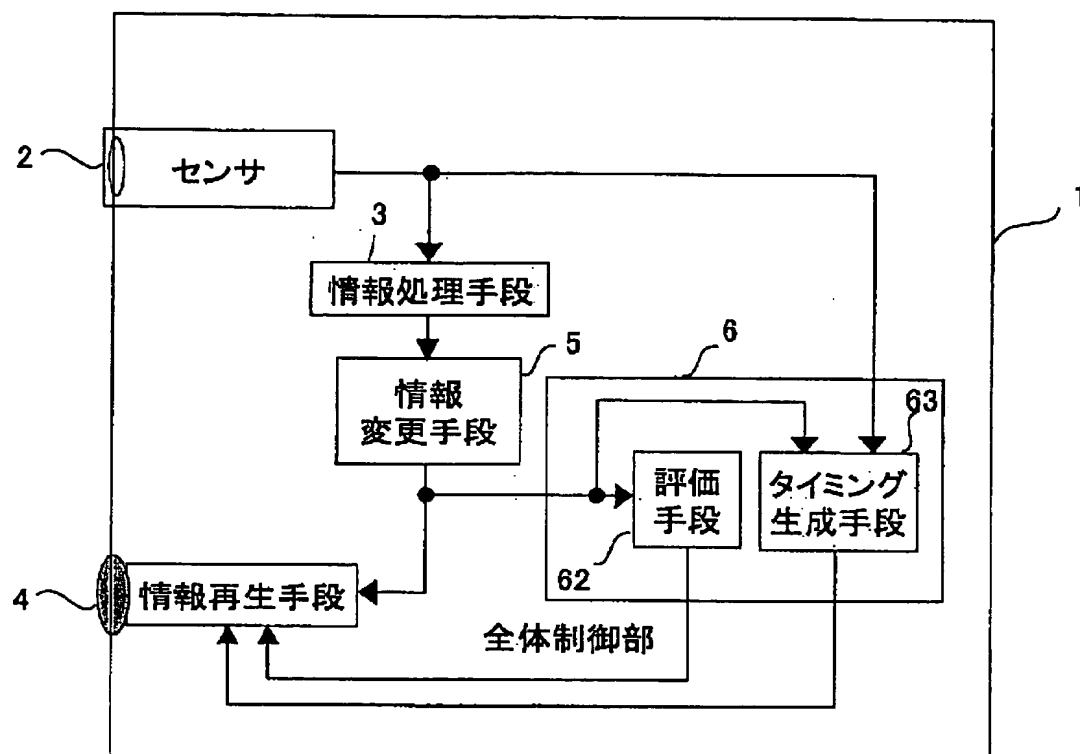 2
センサ
1
3
情報処理手段
5
情報
変更手段
6
63
評価
手段
タイミング
生成手段
62
4
情報再生手段
全体制御部